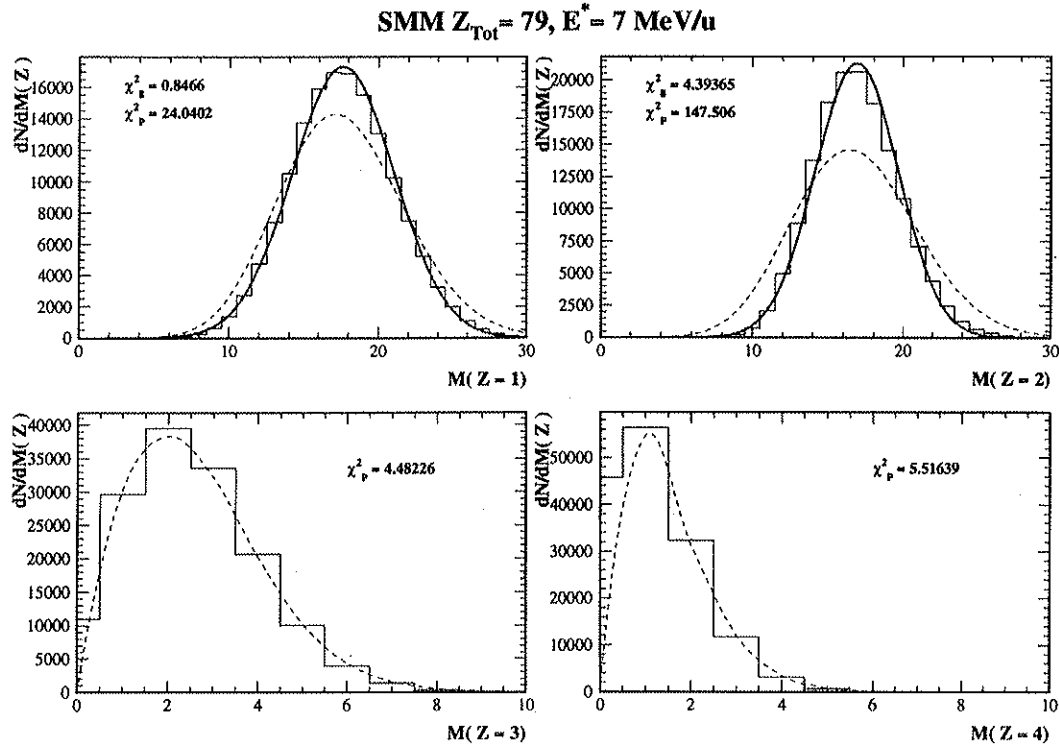 SMM Z_Tot = 79, E* = 7 MeV/u
dN/dM( Z )
16000
14000
12000
10000
8000
6000
4000
2000
0
χ²_g = 0.8466
χ²_P = 24.0402
0 10 20 30
M( Z = 1)
dN/dM( Z )
20000
17500
15000
12500
10000
7500
5000
2500
0
χ²_g = 4.39365
χ²_P = 147.506
0 10 20 30
M( Z = 2)
dN/dM( Z )
40000
35000
30000
25000
20000
15000
10000
5000
0
χ²_P = 4.48226
0 2 4 6 8 10
M( Z = 3)
dN/dM( Z )
50000
40000
30000
20000
10000
0
χ²_P = 5.51639
0 2 4 6 8 10
M( Z = 4)